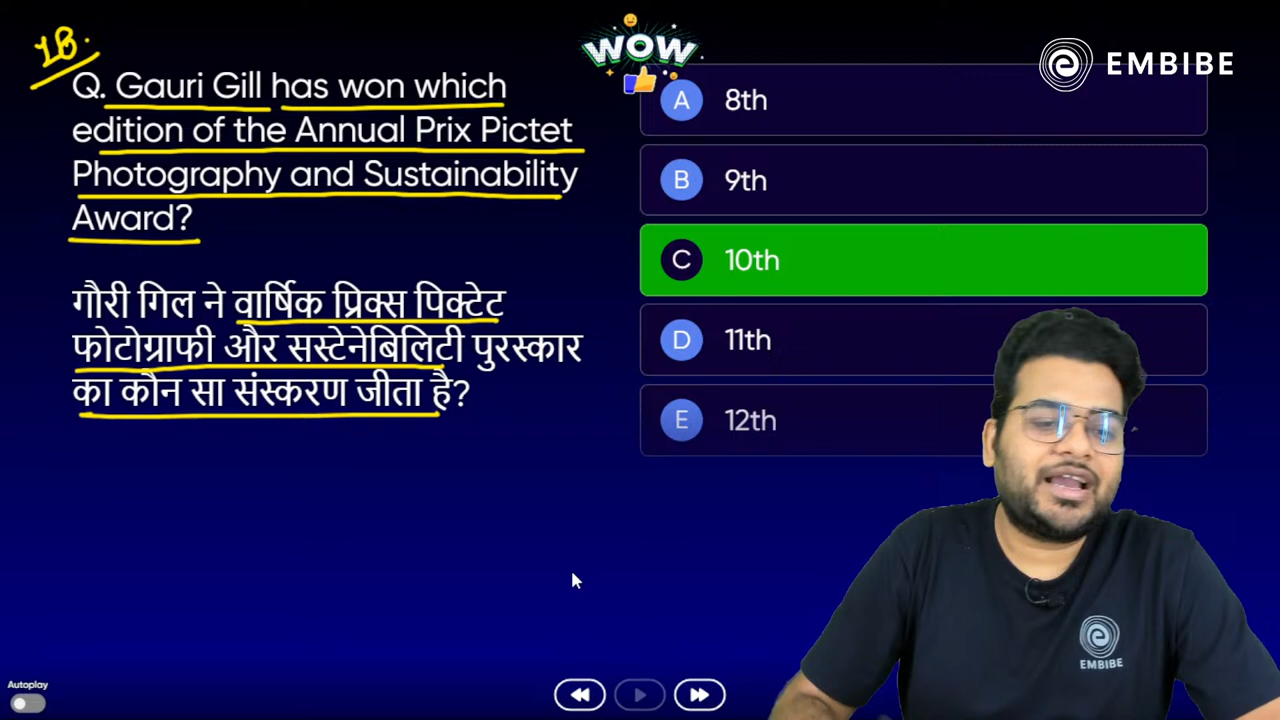 1B.
WOW
EMBIBE
Q. Gauri Gill has won which
edition of the Annual Prix Pictet
Photography and Sustainability
Award?
गौरी गिल ने वार्षिक प्रिक्स पिक्टेट
फोटोग्राफी और सस्टेनेबिलिटी पुरस्कार
का कौन सा संस्करण जीता है?
A 8th
B 9th
C 10th
D 11th
E 12th
EMBIBE
Autoplay